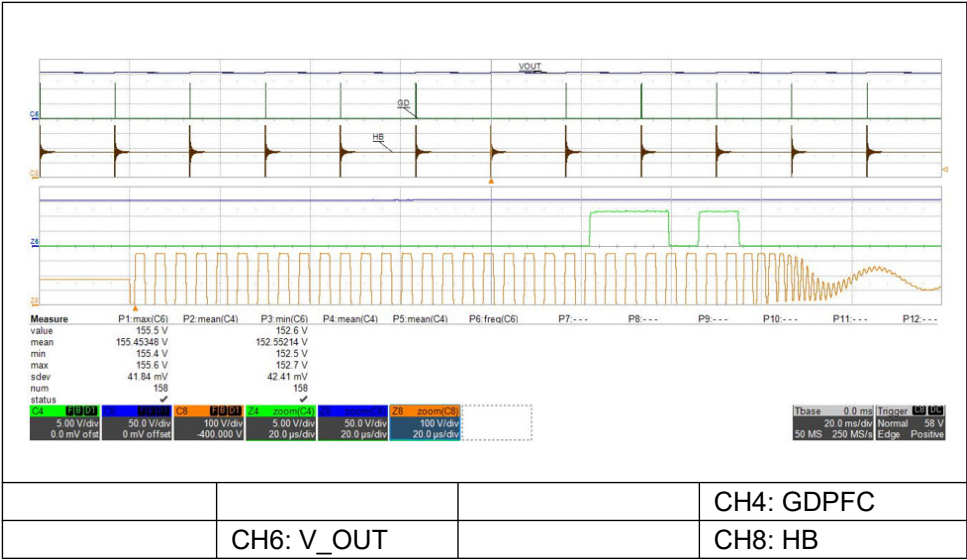 VOUT
GD
C6
HB
C8
Z6
Z8
Measure P1:max(C6) P2:mean(C4) P3:min(C6) P4:mean(C4) P5:mean(C4) P6:freq(C6) P7:- - - P8:- - - P9:- - - P10:- - - P11:- - - P12:- - -
value 155.5 V 152.6 V
mean 155.45348 V 152.55214 V
min 155.4 V 152.5 V
max 155.6 V 152.7 V
sdev 41.84 mV 42.41 mV
num 158 158
status ✓ ✓
C4 F B D1 C8 F B D1 Z4 zoom(C4) Z8 zoom(C8) Tbase 0.0 ms Trigger C8 DC
5.00 V/div 50.0 V/div 100 V/div 5.00 V/div 50.0 V/div 100 V/div 20.0 ms/div Normal 58 V
0.0 mV ofst 0 mV offset -400.000 V 20.0 µs/div 20.0 µs/div 20.0 µs/div 50 MS 250 MS/s Edge Positive
CH4: GDPFC
CH6: V_OUT CH8: HB